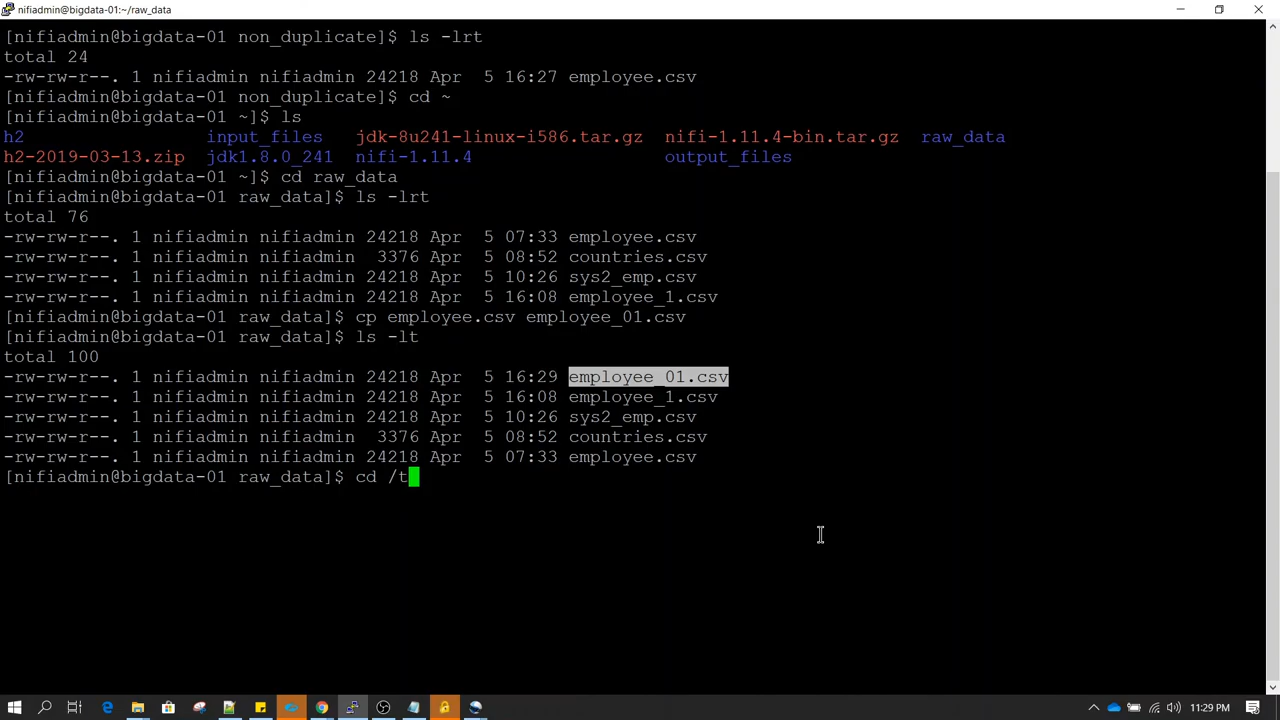 nifiadmin@bigdata-01:~/raw_data
[nifiadmin@bigdata-01 non_duplicate]$ ls -lrt
total 24
-rw-rw-r--. 1 nifiadmin nifiadmin 24218 Apr  5 16:27 employee.csv
[nifiadmin@bigdata-01 non_duplicate]$ cd ~
[nifiadmin@bigdata-01 ~]$ ls
h2 input_files jdk-8u241-linux-i586.tar.gz nifi-1.11.4-bin.tar.gz raw_data
h2-2019-03-13.zip jdk1.8.0_241 nifi-1.11.4 output_files
[nifiadmin@bigdata-01 ~]$ cd raw_data
[nifiadmin@bigdata-01 raw_data]$ ls -lrt
total 76
-rw-rw-r--. 1 nifiadmin nifiadmin 24218 Apr  5 07:33 employee.csv
-rw-rw-r--. 1 nifiadmin nifiadmin  3376 Apr  5 08:52 countries.csv
-rw-rw-r--. 1 nifiadmin nifiadmin 24218 Apr  5 10:26 sys2_emp.csv
-rw-rw-r--. 1 nifiadmin nifiadmin 24218 Apr  5 16:08 employee_1.csv
[nifiadmin@bigdata-01 raw_data]$ cp employee.csv employee_01.csv
[nifiadmin@bigdata-01 raw_data]$ ls -lt
total 100
-rw-rw-r--. 1 nifiadmin nifiadmin 24218 Apr  5 16:29 employee_01.csv
-rw-rw-r--. 1 nifiadmin nifiadmin 24218 Apr  5 16:08 employee_1.csv
-rw-rw-r--. 1 nifiadmin nifiadmin 24218 Apr  5 10:26 sys2_emp.csv
-rw-rw-r--. 1 nifiadmin nifiadmin  3376 Apr  5 08:52 countries.csv
-rw-rw-r--. 1 nifiadmin nifiadmin 24218 Apr  5 07:33 employee.csv
[nifiadmin@bigdata-01 raw_data]$ cd /t
11:29 PM